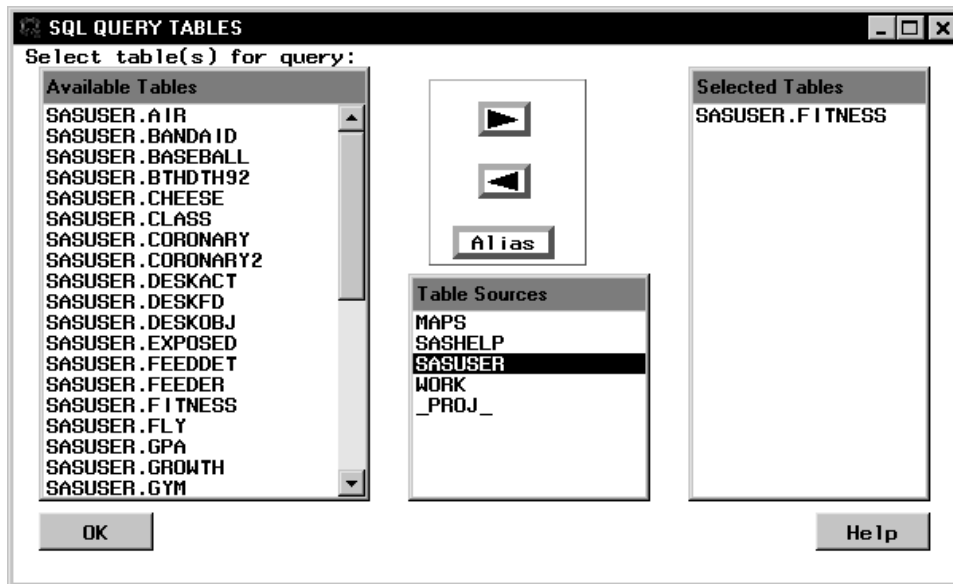 SQL QUERY TABLES
Select table(s) for query:
Available Tables
SASUSER.AIR
SASUSER.BANDAID
SASUSER.BASEBALL
SASUSER.BTHDTH92
SASUSER.CHEESE
SASUSER.CLASS
SASUSER.CORONARY
SASUSER.CORONARY2
SASUSER.DESKACT
SASUSER.DESKFD
SASUSER.DESKOBJ
SASUSER.EXPOSED
SASUSER.FEEDDET
SASUSER.FEEDER
SASUSER.FITNESS
SASUSER.FLY
SASUSER.GPA
SASUSER.GROWTH
SASUSER.GYM
Alias
Table Sources
MAPS
SASHELP
SASUSER
WORK
_PROJ_
Selected Tables
SASUSER.FITNESS
OK
Help